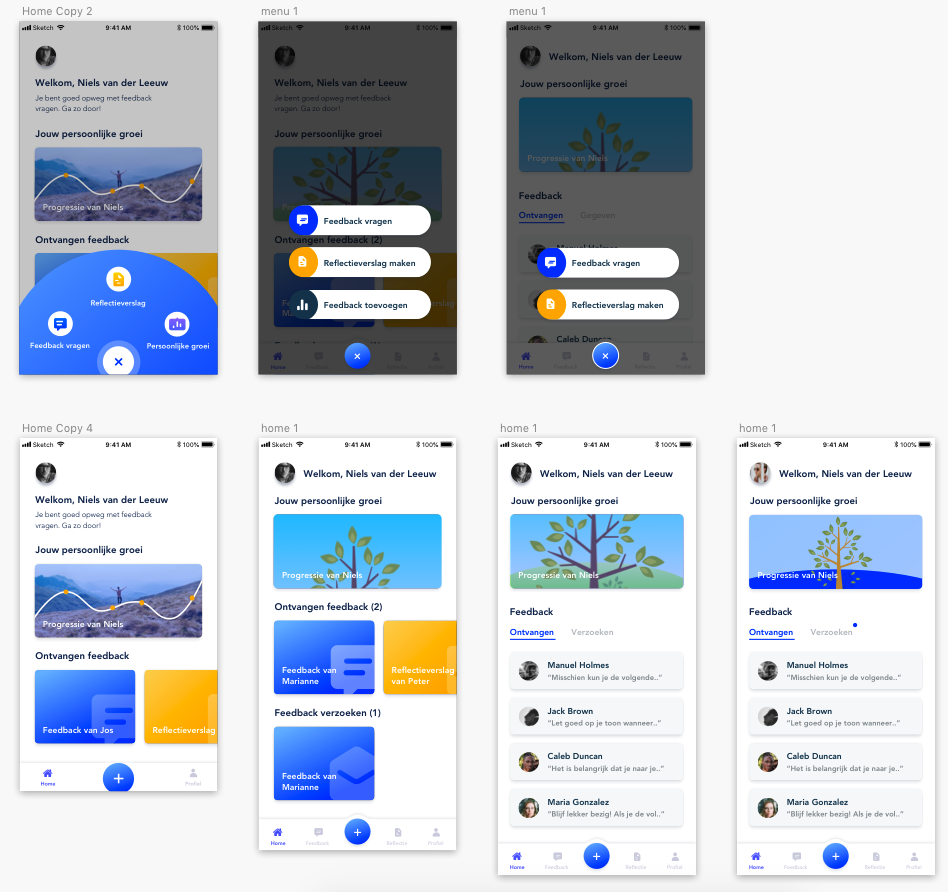 Home Copy 2
Sketch 9:41 AM 100%
Welkom, Niels van der Leeuw
Je bent goed opweg met feedback
vragen. Ga zo door!
Jouw persoonlijke groei
Progressie van Niels
Ontvangen feedback
Reflectieverslag
Feedback vragen
Persoonlijke groei
menu 1
Sketch 9:41 AM 100%
Welkom, Niels van der Leeuw
Je bent goed opweg met feedback
vragen. Ga zo door!
Jouw persoonlijke groei
Progressie van Niels
Feedback vragen
Ontvangen feedback (2)
Reflectieverslag maken
Feedback toevoegen
Home Feedback Reflectie Profiel
menu 1
Sketch 9:41 AM 100%
Welkom, Niels van der Leeuw
Jouw persoonlijke groei
Progressie van Niels
Feedback
Ontvangen Gegeven
Manuel Holmes
Feedback vragen
Reflectieverslag maken
Caleb Duncan
Home Feedback Reflectie Profiel
Home Copy 4
Sketch 9:41 AM 100%
Welkom, Niels van der Leeuw
Je bent goed opweg met feedback
vragen. Ga zo door!
Jouw persoonlijke groei
Progressie van Niels
Ontvangen feedback
Feedback van Jos
Reflectieverslag
Home Profiel
home 1
Sketch 9:41 AM 100%
Welkom, Niels van der Leeuw
Jouw persoonlijke groei
Progressie van Niels
Ontvangen feedback (2)
Feedback van
Marianne
Reflectieverslag
van Peter
Feedback verzoeken (1)
Feedback van
Marianne
Home Feedback Reflectie Profiel
home 1
Sketch 9:41 AM 100%
Welkom, Niels van der Leeuw
Jouw persoonlijke groei
Progressie van Niels
Feedback
Ontvangen Verzoeken
Manuel Holmes
“Misschien kun je de volgende..”
Jack Brown
“Let goed op je toon wanneer..”
Caleb Duncan
“Het is belangrijk dat je naar je..”
Maria Gonzalez
“Blijf lekker bezig! Als je de vol..”
Home Feedback Reflectie Profiel
home 1
Sketch 9:41 AM 100%
Welkom, Niels van der Leeuw
Jouw persoonlijke groei
Progressie van Niels
Feedback
Ontvangen Verzoeken
Manuel Holmes
“Misschien kun je de volgende..”
Jack Brown
“Let goed op je toon wanneer..”
Caleb Duncan
“Het is belangrijk dat je naar je..”
Maria Gonzalez
“Blijf lekker bezig! Als je de vol..”
Home Feedback Reflectie Profiel